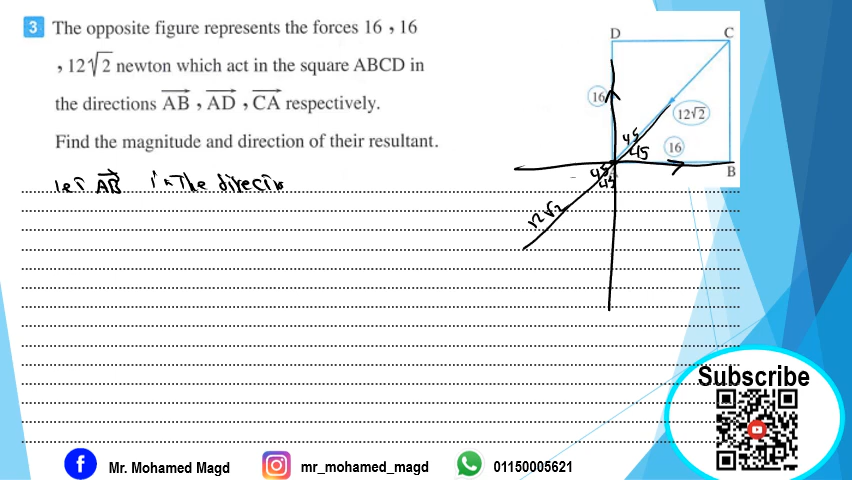 3 The opposite figure represents the forces 16 , 16
, 12√2 newton which act in the square ABCD in
the directions AB , AD , CA respectively.
Find the magnitude and direction of their resultant.
let AB in The direction
D
C
16
12√2
45
45
16
B
45
45
12√2
Subscribe
Mr. Mohamed Magd
mr_mohamed_magd
01150005621